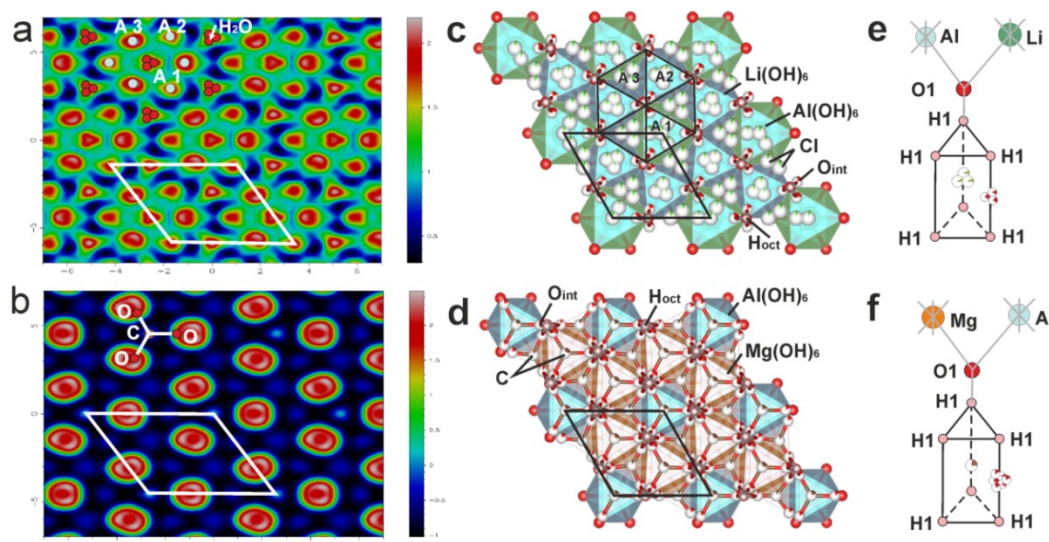 a
A 3 A 2 H₂O
A 1
5
0
-5
-6 -4 -2 0 2 4 6
2
1.5
1
0.5
b
O
C O
O
5
0
-5
2
1.5
1
0.5
0
-0.5
-1
c
A 3 A2
A 1
Li(OH)₆
Al(OH)₆
Cl
Oint
Hoct
d
Oint Hoct Al(OH)₆
Mg(OH)₆
C
e
Al Li
O1
H1
H1 H1
H1 H1
f
Mg A
O1
H1
H1 H1
H1 H1